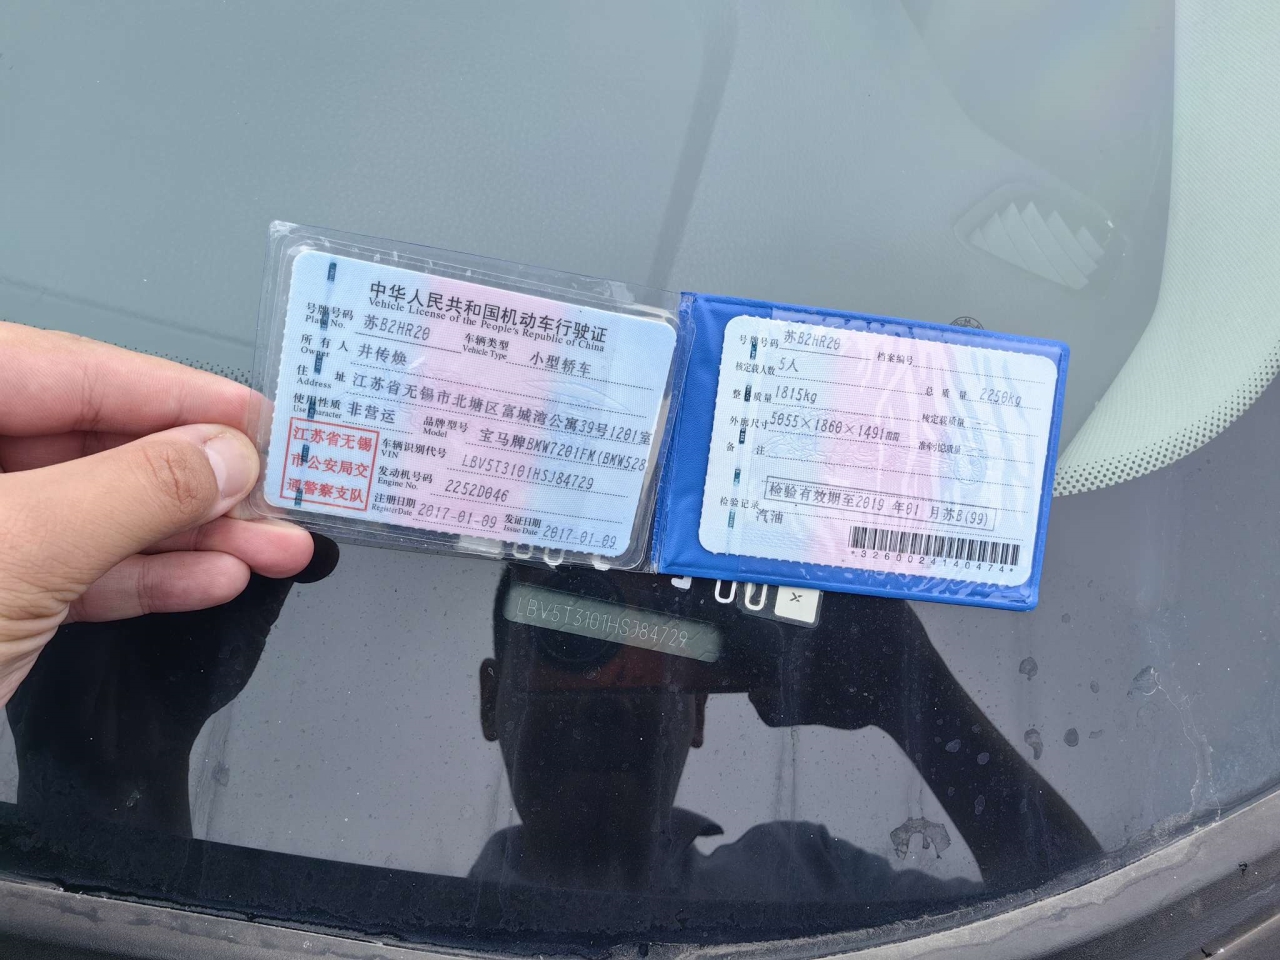 中华人民共和国机动车行驶证
Vehicle License of the People's Republic of China
号牌号码 苏B2HR20 车辆类型 小型轿车
Plate No. Vehicle Type
所有人 井传焕
Owner
住址 江苏省无锡市北塘区富城湾公寓39号1201室
Address
使用性质 非营运 品牌型号 宝马牌BMW7201FM(BMW528
Use Character Model
江苏省无锡
市公安局交
通警察支队
车辆识别代号 LBV5T3101HSJ84729
VIN
发动机号码 2252D046
Engine No.
注册日期 2017-01-09 发证日期 2017-01-09
Register Date Issue Date
号牌号码 苏B2HR20 档案编号
核定载人数 5人 总质量 2250kg
整备质量 1815kg 核定载质量
外廓尺寸 5055×1860×1491mm 准牵引总质量
备注
检验有效期至2019年01月苏B(99)
检验记录
汽油
*3260024140474*
LBV5T3101HSJ84729